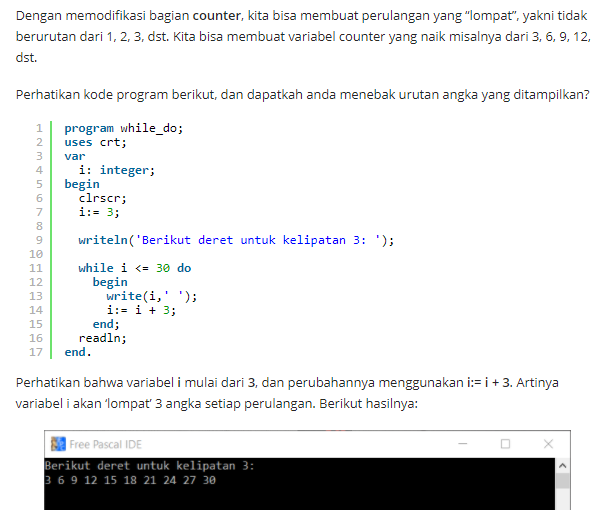 Dengan memodifikasi bagian counter, kita bisa membuat perulangan yang “lompat”, yakni tidak
berurutan dari 1, 2, 3, dst. Kita bisa membuat variabel counter yang naik misalnya dari 3, 6, 9, 12,
dst.
Perhatikan kode program berikut, dan dapatkah anda menebak urutan angka yang ditampilkan?
1 program while_do;
2 uses crt;
3 var
4 i: integer;
5 begin
6 clrscr;
7 i:= 3;
8
9 writeln('Berikut deret untuk kelipatan 3: ');
10
11 while i <= 30 do
12 begin
13 write(i,' ');
14 i:= i + 3;
15 end;
16 readln;
17 end.
Perhatikan bahwa variabel i mulai dari 3, dan perubahannya menggunakan i:= i + 3. Artinya
variabel i akan ‘lompat’ 3 angka setiap perulangan. Berikut hasilnya:
Free Pascal IDE
Berikut deret untuk kelipatan 3:
3 6 9 12 15 18 21 24 27 30